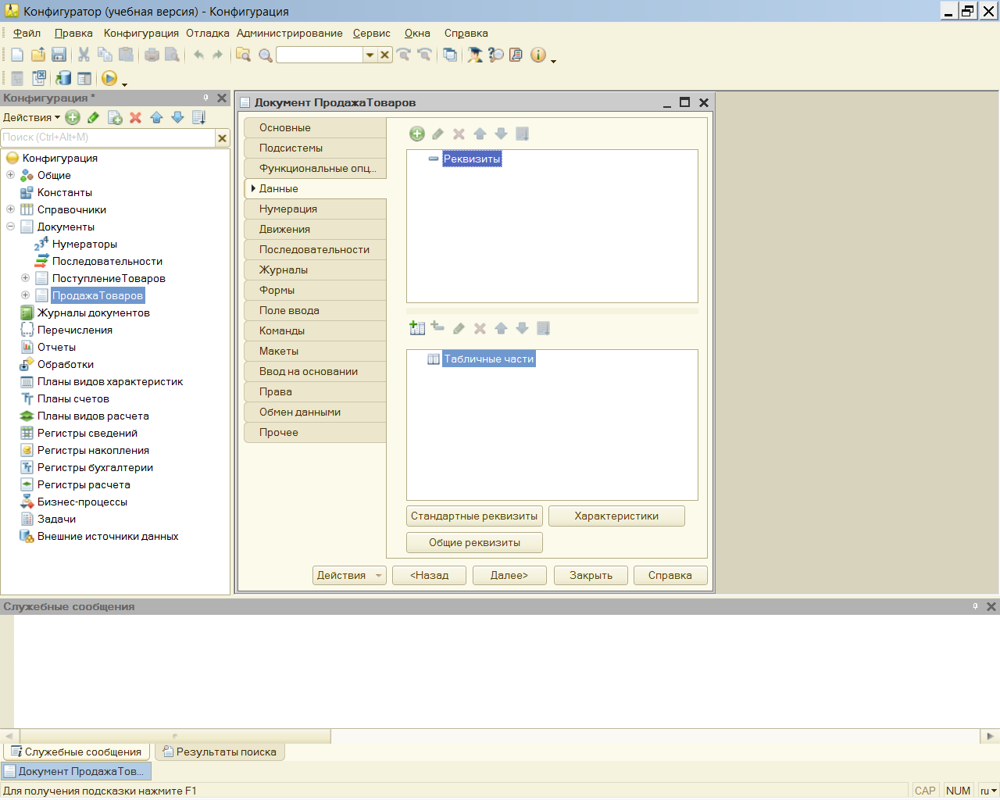 Конфигуратор (учебная версия) - Конфигурация
Файл Правка Конфигурация Отладка Администрирование Сервис Окна Справка
Конфигурация *
Действия
Поиск (Ctrl+Alt+M)
Конфигурация
Общие
Константы
Справочники
Документы
Нумераторы
Последовательности
ПоступлениеТоваров
ПродажаТоваров
Журналы документов
Перечисления
Отчеты
Обработки
Планы видов характеристик
Планы счетов
Планы видов расчета
Регистры сведений
Регистры накопления
Регистры бухгалтерии
Регистры расчета
Бизнес-процессы
Задачи
Внешние источники данных
Документ ПродажаТоваров
Основные
Подсистемы
Функциональные опц...
Данные
Нумерация
Движения
Последовательности
Журналы
Формы
Поле ввода
Команды
Макеты
Ввод на основании
Права
Обмен данными
Прочее
Реквизиты
Табличные части
Стандартные реквизиты Характеристики
Общие реквизиты
Действия <Назад Далее> Закрыть Справка
Служебные сообщения
Служебные сообщения Результаты поиска
Документ ПродажаТов...
Для получения подсказки нажмите F1 CAP NUM ru